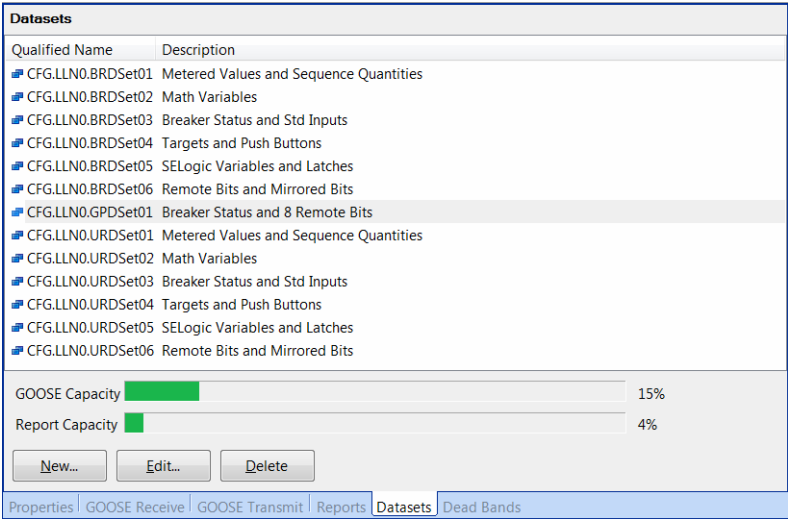 Datasets
Qualified Name Description
CFG.LLN0.BRDSet01 Metered Values and Sequence Quantities
CFG.LLN0.BRDSet02 Math Variables
CFG.LLN0.BRDSet03 Breaker Status and Std Inputs
CFG.LLN0.BRDSet04 Targets and Push Buttons
CFG.LLN0.BRDSet05 SELogic Variables and Latches
CFG.LLN0.BRDSet06 Remote Bits and Mirrored Bits
CFG.LLN0.GPDSet01 Breaker Status and 8 Remote Bits
CFG.LLN0.URDSet01 Metered Values and Sequence Quantities
CFG.LLN0.URDSet02 Math Variables
CFG.LLN0.URDSet03 Breaker Status and Std Inputs
CFG.LLN0.URDSet04 Targets and Push Buttons
CFG.LLN0.URDSet05 SELogic Variables and Latches
CFG.LLN0.URDSet06 Remote Bits and Mirrored Bits
GOOSE Capacity 15%
Report Capacity 4%
New... Edit... Delete
Properties GOOSE Receive GOOSE Transmit Reports Datasets Dead Bands